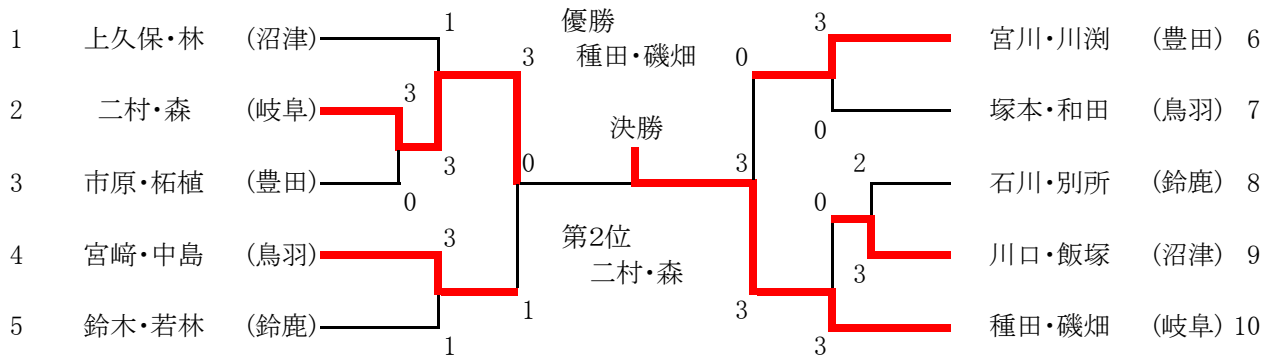 1 上久保・林 (沼津) 1
2 二村・森 (岐阜) 3
3 市原・柘植 (豊田) 0
3
3 0
4 宮﨑・中島 (鳥羽) 3
5 鈴木・若林 (鈴鹿) 1
1
優勝
種田・磯畑
決勝
第2位
二村・森
3 宮川・川渕 (豊田) 6
0
0 塚本・和田 (鳥羽) 7
3
2 石川・別所 (鈴鹿) 8
0
3 川口・飯塚 (沼津) 9
3
3 種田・磯畑 (岐阜) 10